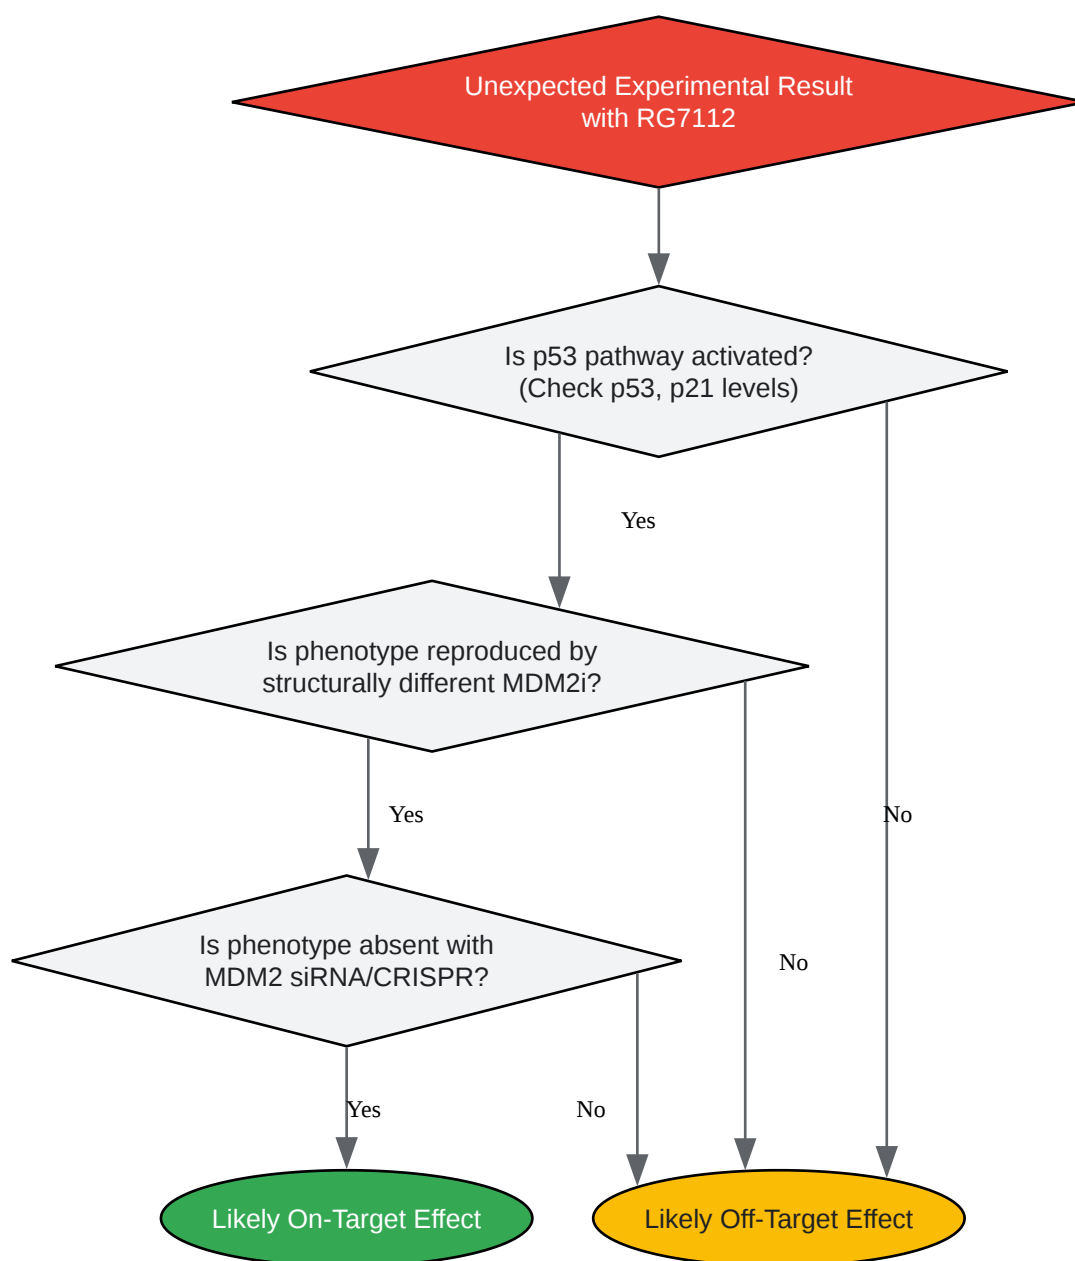 Unexpected Experimental Result
with RG7112
Is p53 pathway activated?
(Check p53, p21 levels)
Yes
Is phenotype reproduced by
structurally different MDM2i?
Yes
No
Is phenotype absent with
MDM2 siRNA/CRISPR?
No
Yes
No
Likely On-Target Effect
Likely Off-Target Effect